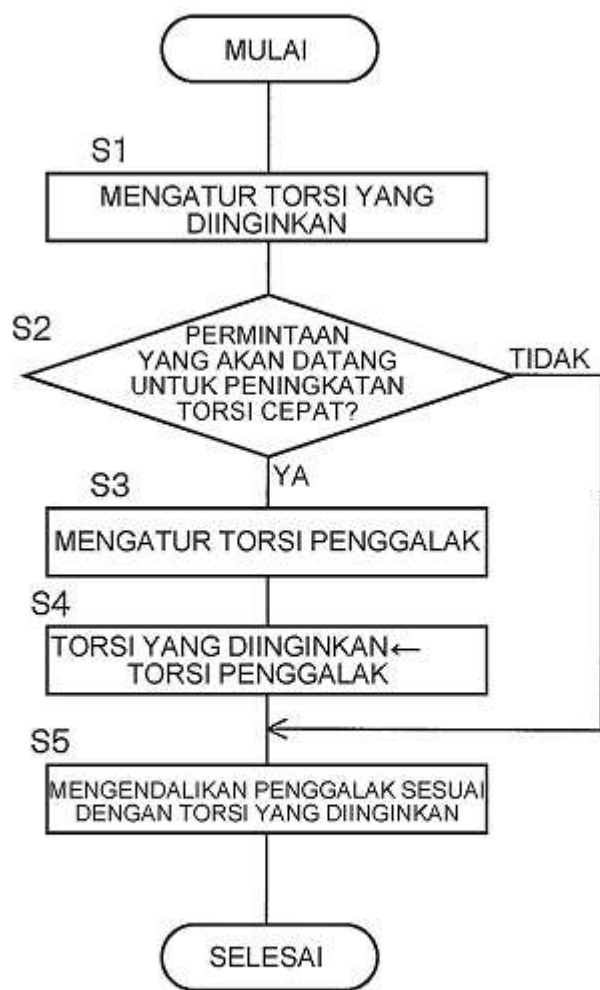 MULAI
S1
MENGATUR TORSI YANG
DIINGINKAN
S2
PERMINTAAN
YANG AKAN DATANG
UNTUK PENINGKATAN
TORSI CEPAT?
TIDAK
YA
S3
MENGATUR TORSI PENGGALAK
S4
TORSI YANG DIINGINKAN←
TORSI PENGGALAK
S5
MENGENDALIKAN PENGGALAK SESUAI
DENGAN TORSI YANG DIINGINKAN
SELESAI